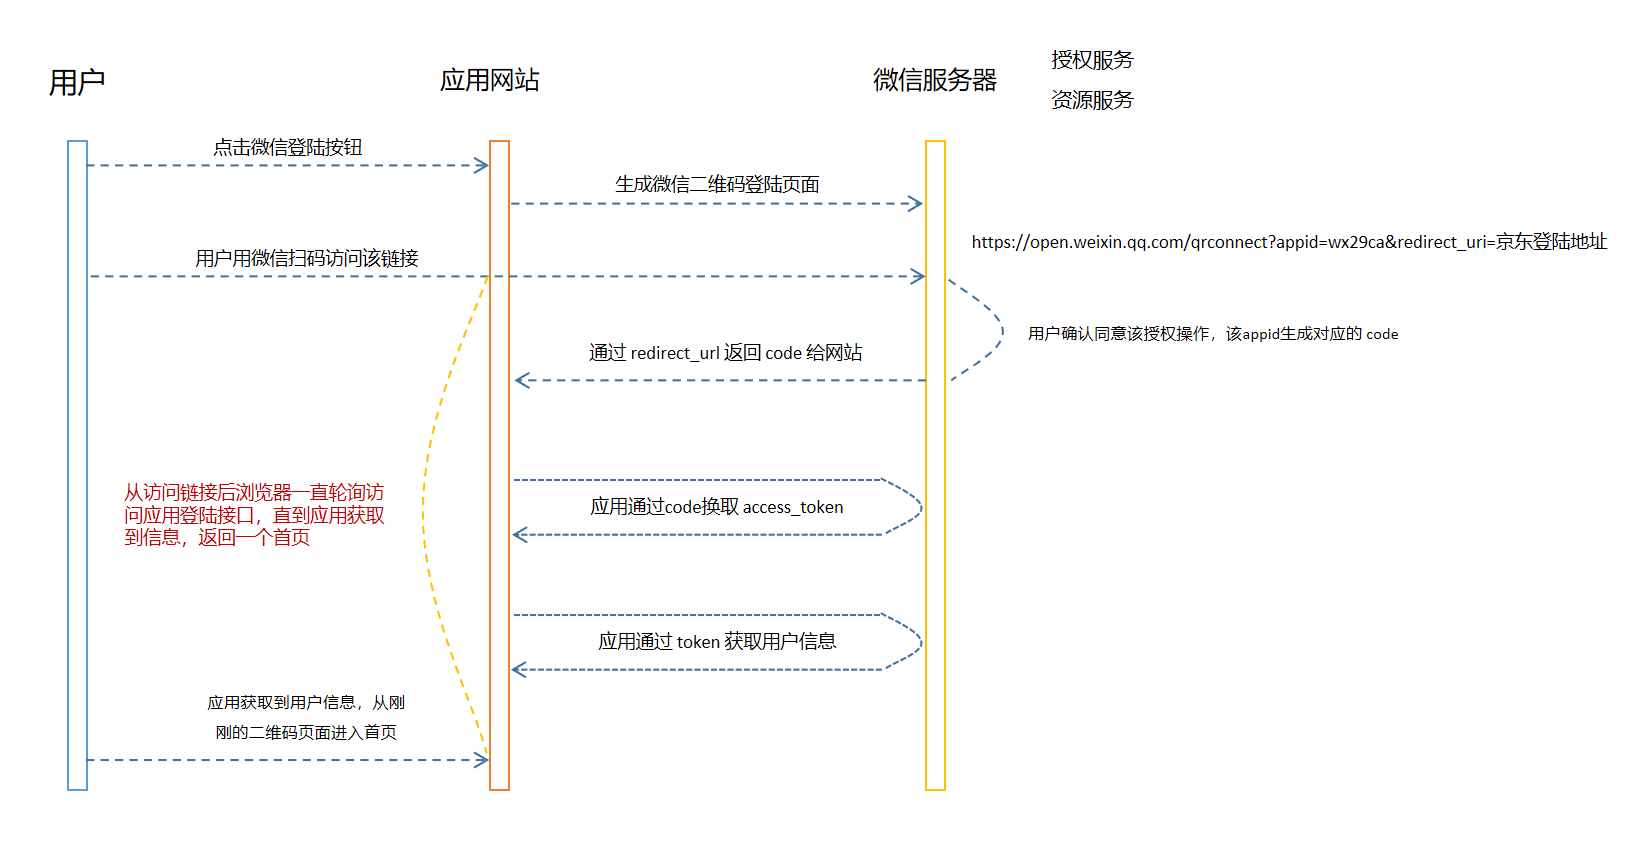 用户
应用网站
微信服务器
授权服务
资源服务
点击微信登陆按钮
生成微信二维码登陆页面
https://open.weixin.qq.com/qrconnect?appid=wx29ca&redirect_uri=京东登陆地址
用户用微信扫码访问该链接
用户确认同意该授权操作，该appid生成对应的 code
通过 redirect_url 返回 code 给网站
从访问链接后浏览器一直轮询访
问应用登陆接口，直到应用获取
到信息，返回一个首页
应用通过code换取 access_token
应用通过 token 获取用户信息
应用获取到用户信息，从刚
刚的二维码页面进入首页